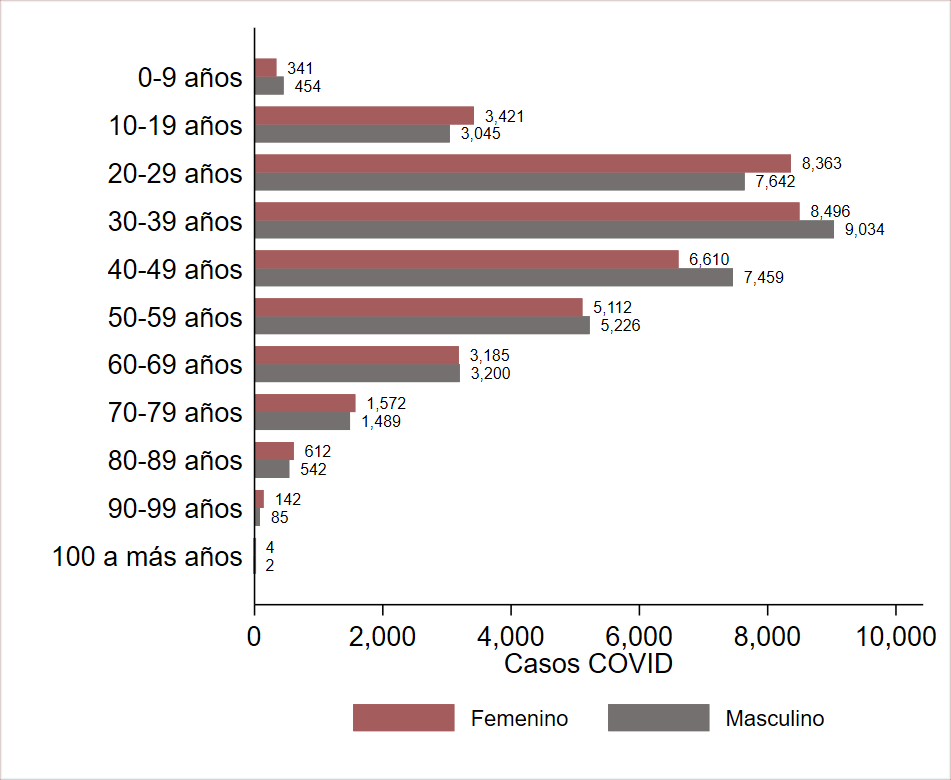 0-9 años
341
454
10-19 años
3,421
3,045
20-29 años
8,363
7,642
30-39 años
8,496
9,034
40-49 años
6,610
7,459
50-59 años
5,112
5,226
60-69 años
3,185
3,200
70-79 años
1,572
1,489
80-89 años
612
542
90-99 años
142
85
100 a más años
4
2
0 2,000 4,000 6,000 8,000 10,000
Casos COVID
Femenino Masculino